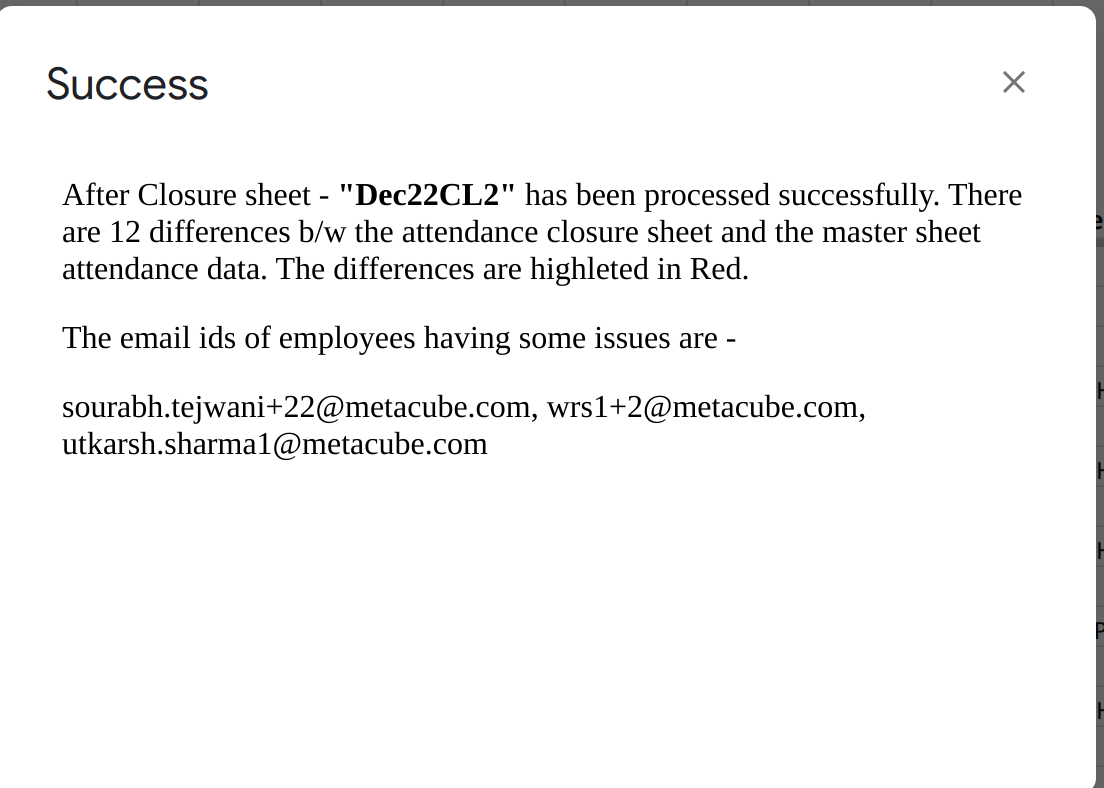 Success
After Closure sheet - "Dec22CL2" has been processed successfully. There
are 12 differences b/w the attendance closure sheet and the master sheet
attendance data. The differences are highleted in Red.
The email ids of employees having some issues are -
sourabh.tejwani+22@metacube.com, wrs1+2@metacube.com,
utkarsh.sharma1@metacube.com